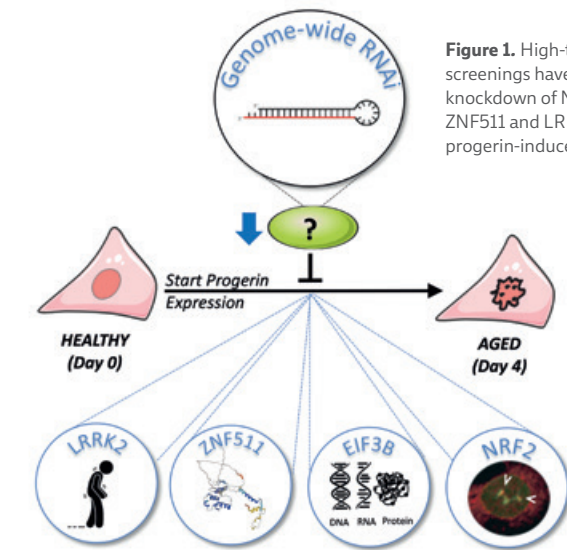 Genome-wide RNAi
Figure 1. High-t
screenings have
knockdown of N
ZNF511 and LR
progerin-induce
?
Start Progerin
Expression
HEALTHY
(Day 0)
AGED
(Day 4)
LRRK2
ZNF511
EIF3B
NRF2
DNA RNA Protein